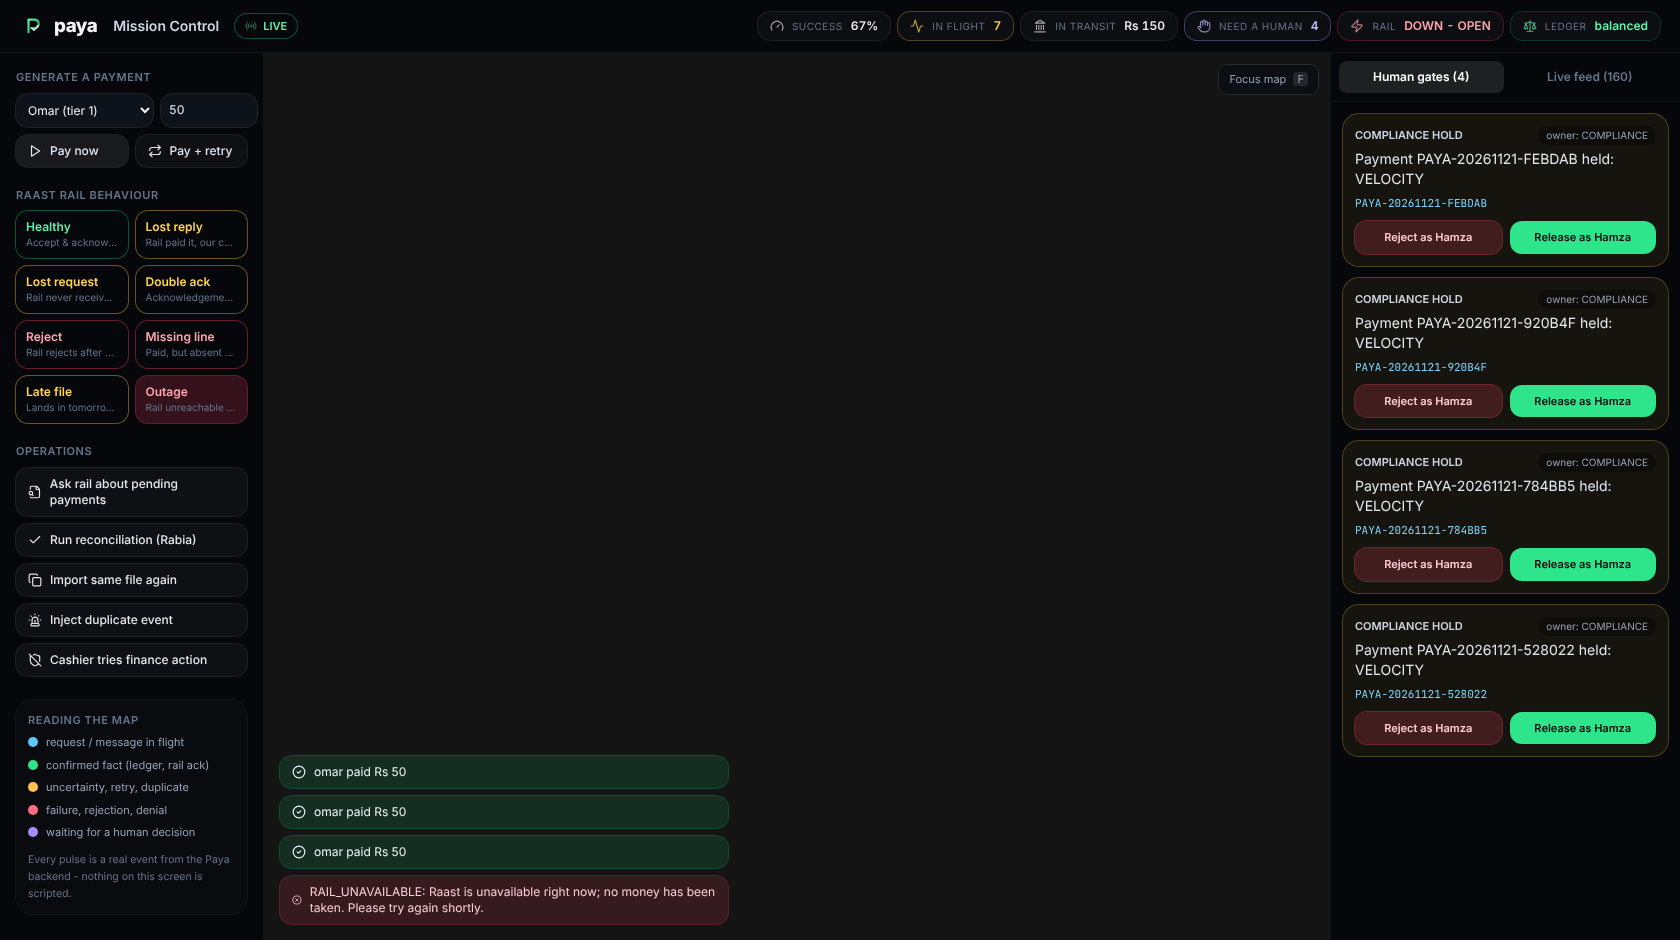 paya Mission Control LIVE
SUCCESS 67%
IN FLIGHT 7
IN TRANSIT Rs 150
NEED A HUMAN 4
RAIL DOWN - OPEN
LEDGER balanced
GENERATE A PAYMENT
Omar (tier 1) 50
Pay now Pay + retry
RAAST RAIL BEHAVIOUR
Healthy
Accept & acknow...
Lost reply
Rail paid it, our c...
Lost request
Rail never receiv...
Double ack
Acknowledgeme...
Reject
Rail rejects after ...
Missing line
Paid, but absent ...
Late file
Lands in tomorro...
Outage
Rail unreachable ...
OPERATIONS
Ask rail about pending
payments
Run reconciliation (Rabia)
Import same file again
Inject duplicate event
Cashier tries finance action
READING THE MAP
request / message in flight
confirmed fact (ledger, rail ack)
uncertainty, retry, duplicate
failure, rejection, denial
waiting for a human decision
Every pulse is a real event from the Paya
backend - nothing on this screen is
scripted.
Focus map F
omar paid Rs 50
omar paid Rs 50
omar paid Rs 50
RAIL_UNAVAILABLE: Raast is unavailable right now; no money has been
taken. Please try again shortly.
Human gates (4) Live feed (160)
COMPLIANCE HOLD owner: COMPLIANCE
Payment PAYA-20261121-FEBDAB held:
VELOCITY
PAYA-20261121-FEBDAB
Reject as Hamza Release as Hamza
COMPLIANCE HOLD owner: COMPLIANCE
Payment PAYA-20261121-920B4F held:
VELOCITY
PAYA-20261121-920B4F
Reject as Hamza Release as Hamza
COMPLIANCE HOLD owner: COMPLIANCE
Payment PAYA-20261121-784BB5 held:
VELOCITY
PAYA-20261121-784BB5
Reject as Hamza Release as Hamza
COMPLIANCE HOLD owner: COMPLIANCE
Payment PAYA-20261121-528022 held:
VELOCITY
PAYA-20261121-528022
Reject as Hamza Release as Hamza